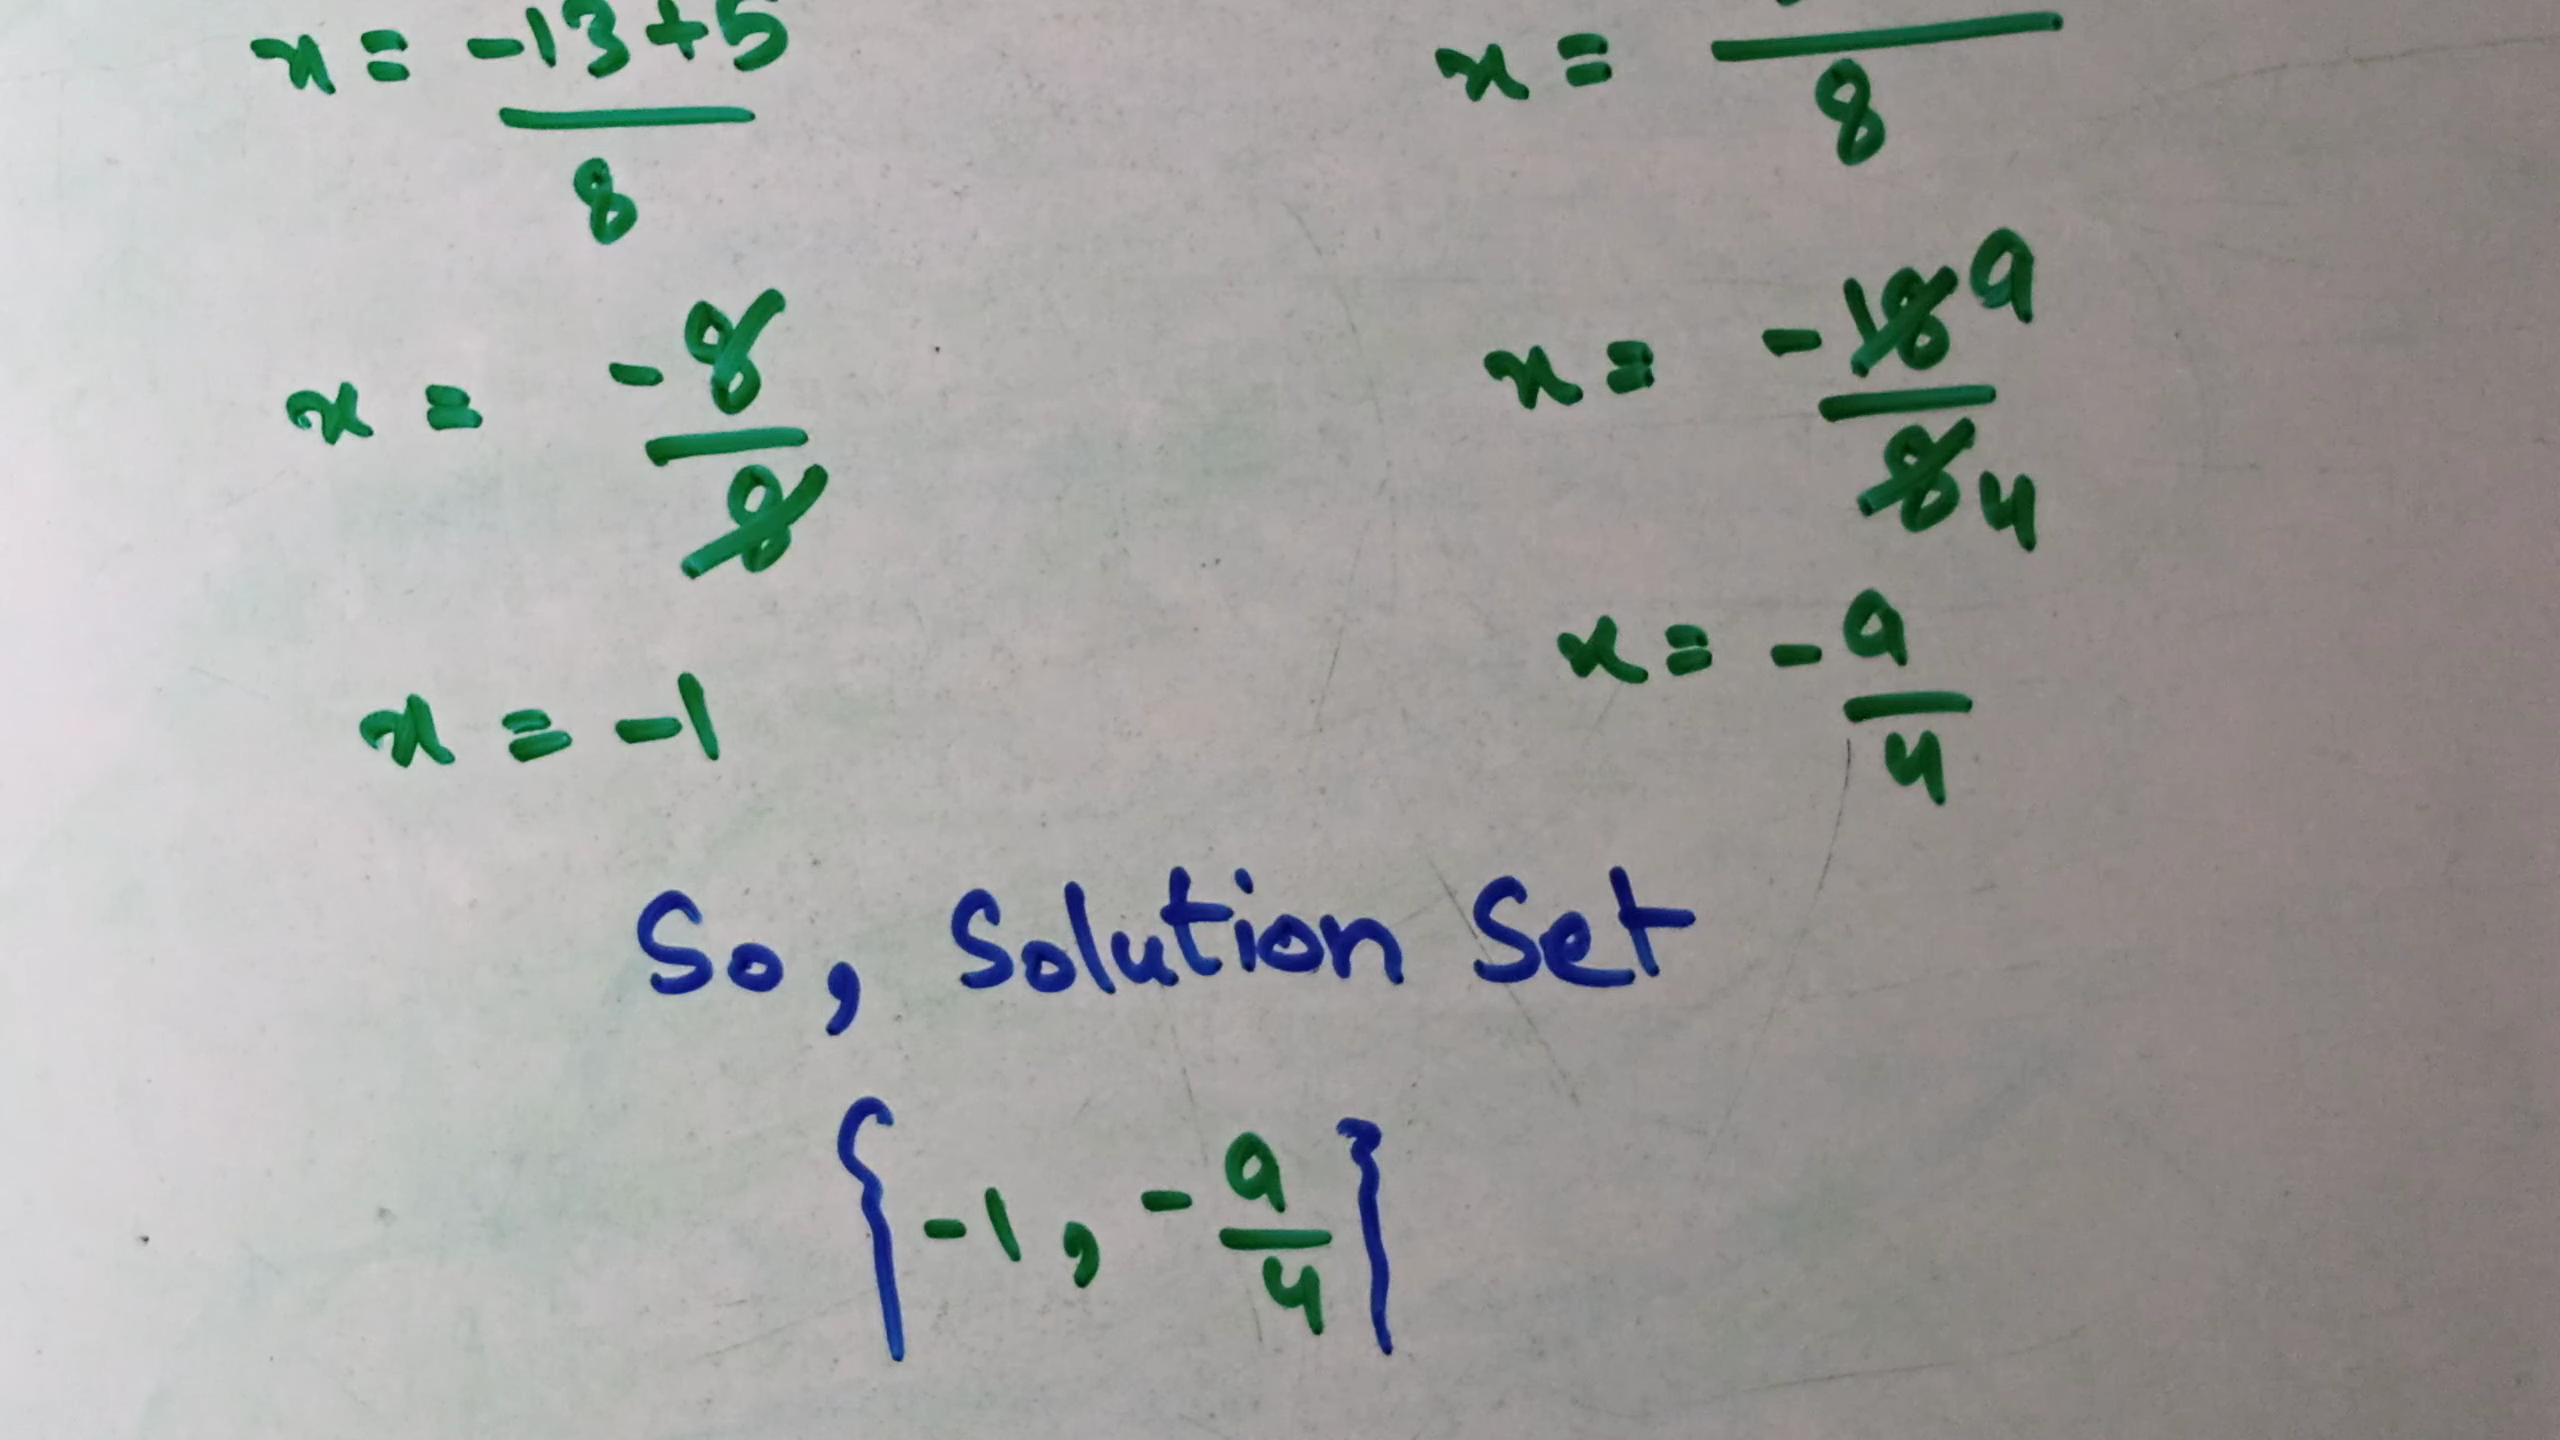 x = -13+5 / 8
x = / 8
x = -8 / 8
x = -18 9 / 8 4
x = -1
x = -9 / 4
So, Solution Set
{-1, -9/4}